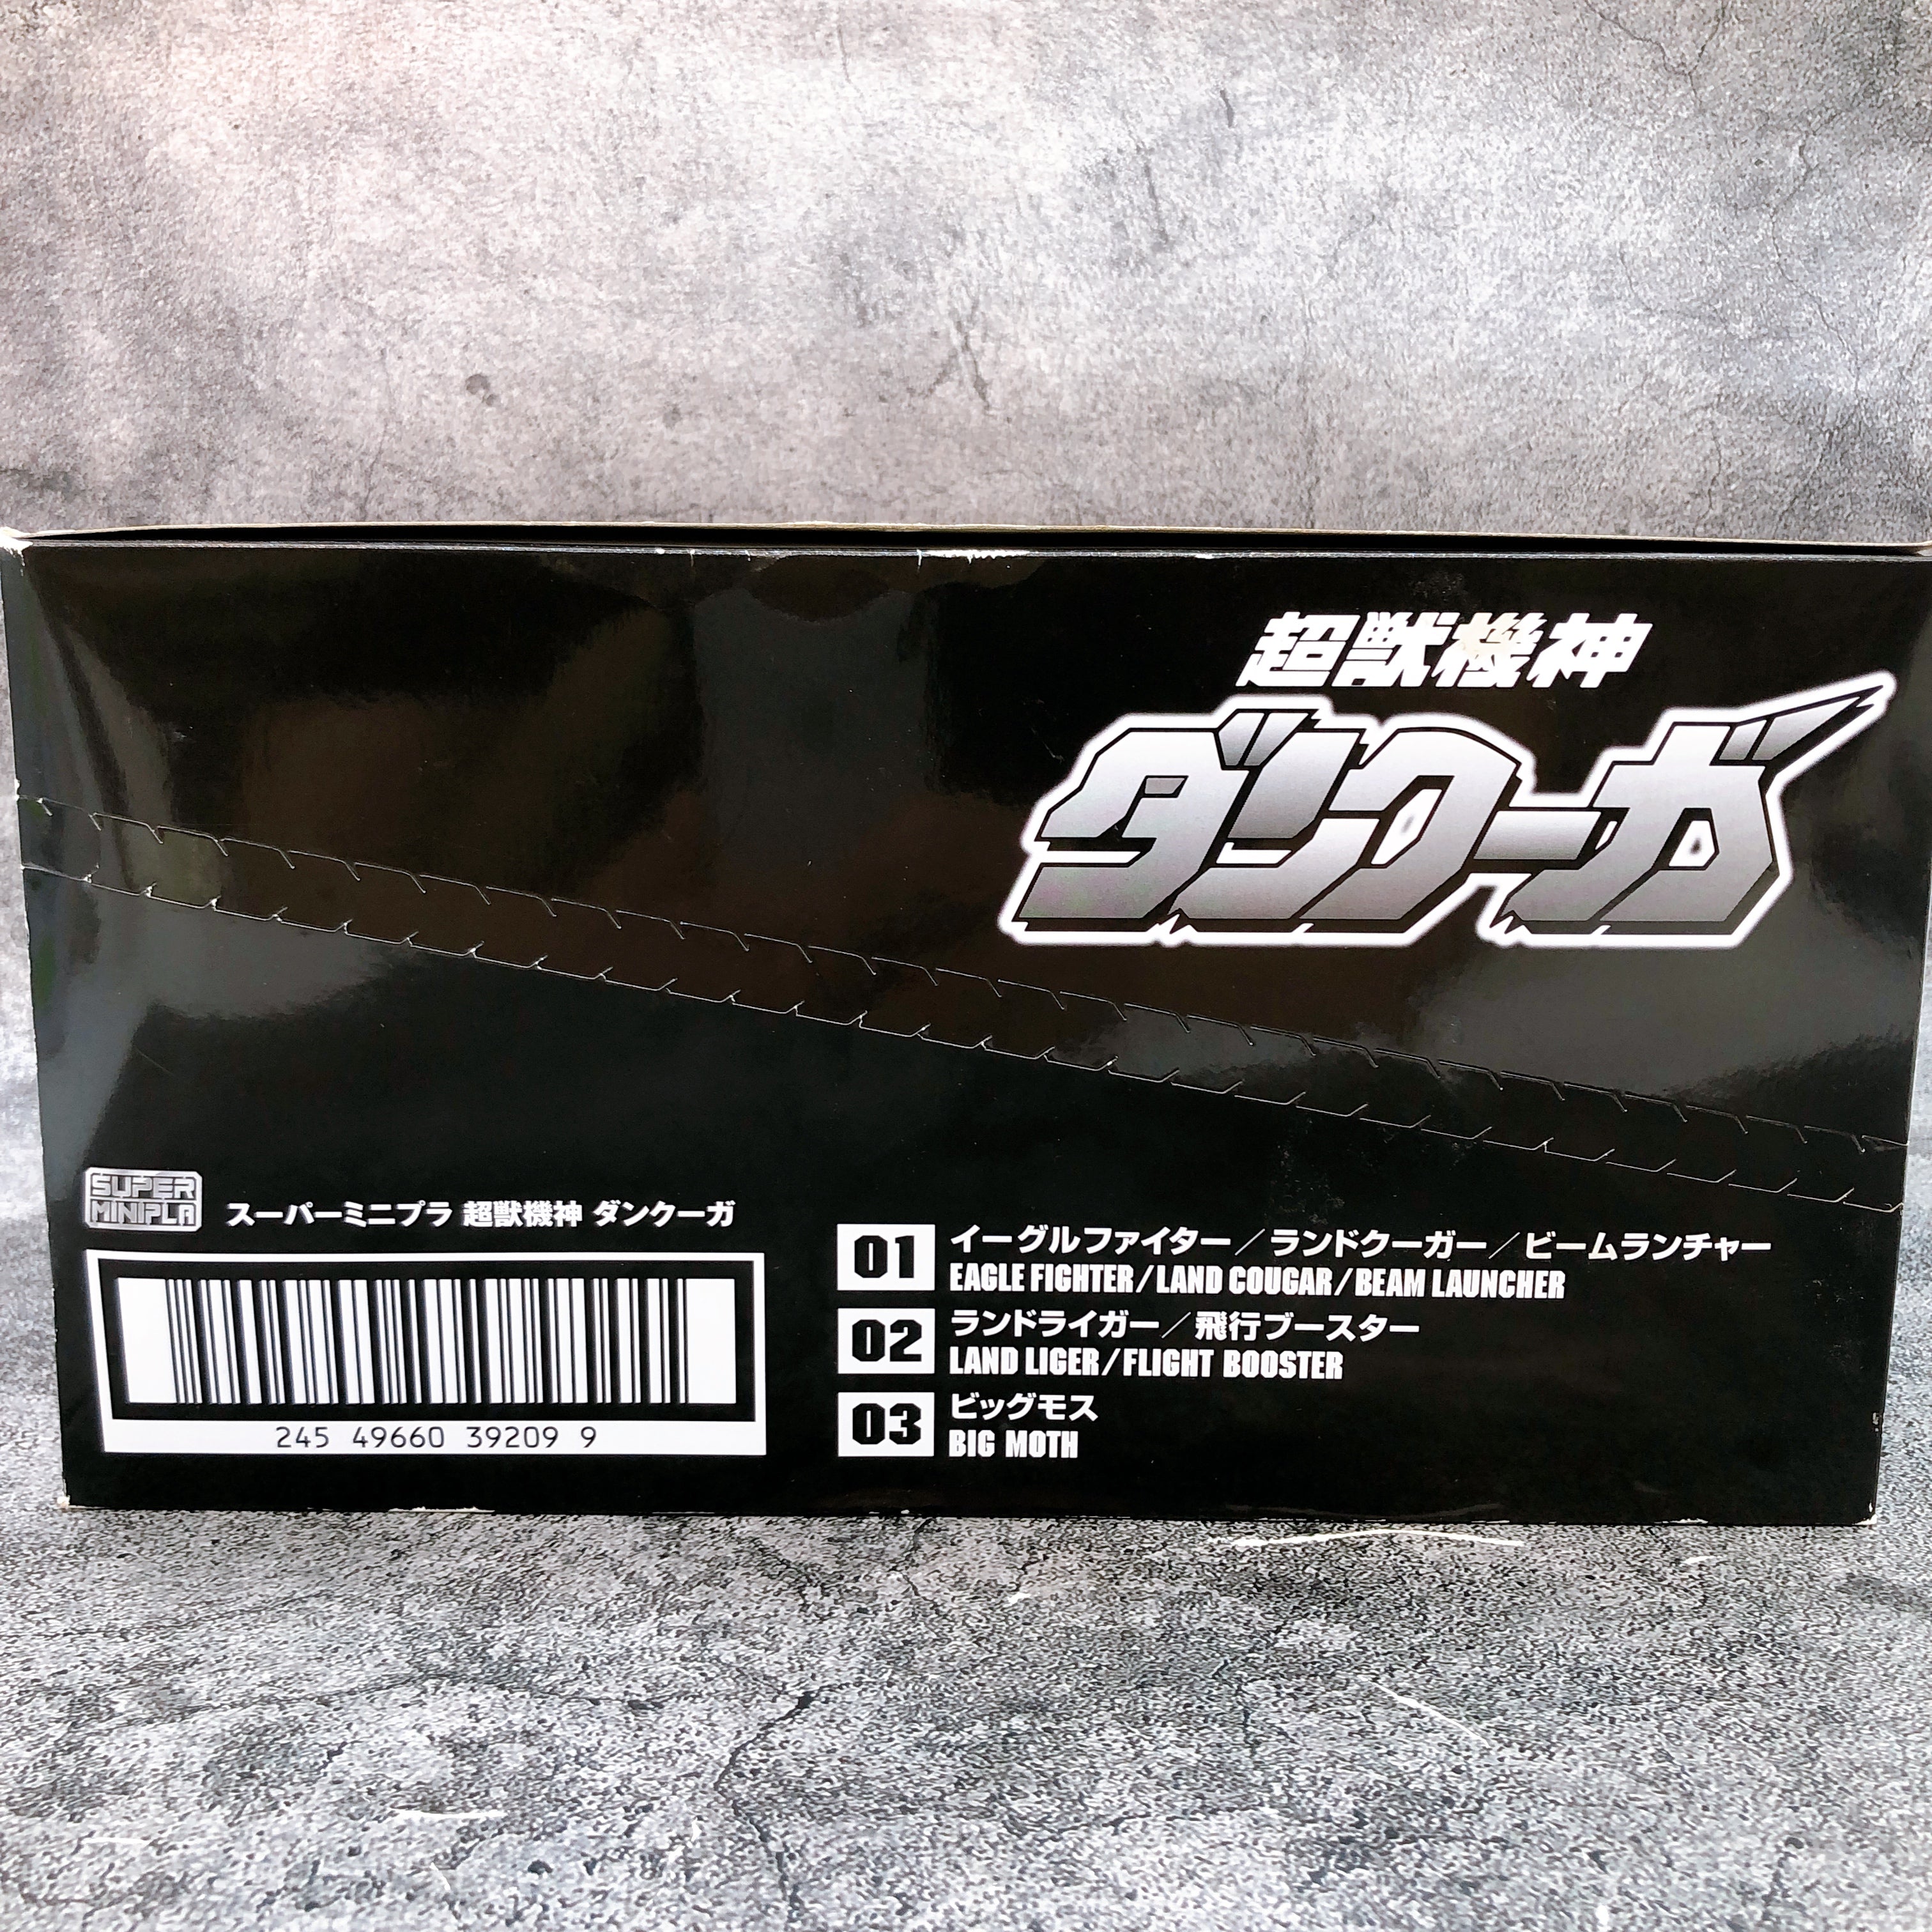 超獣機神
ダンクーガ
SUPER
MINIPLA
スーパーミニプラ 超獣機神 ダンクーガ
245 49660 39209 9
01
イーグルファイター／ランドクーガー／ビームランチャー
EAGLE FIGHTER/LAND COUGAR/BEAM LAUNCHER
02
ランドライガー／飛行ブースター
LAND LIGER/FLIGHT BOOSTER
03
ビッグモス
BIG MOTH